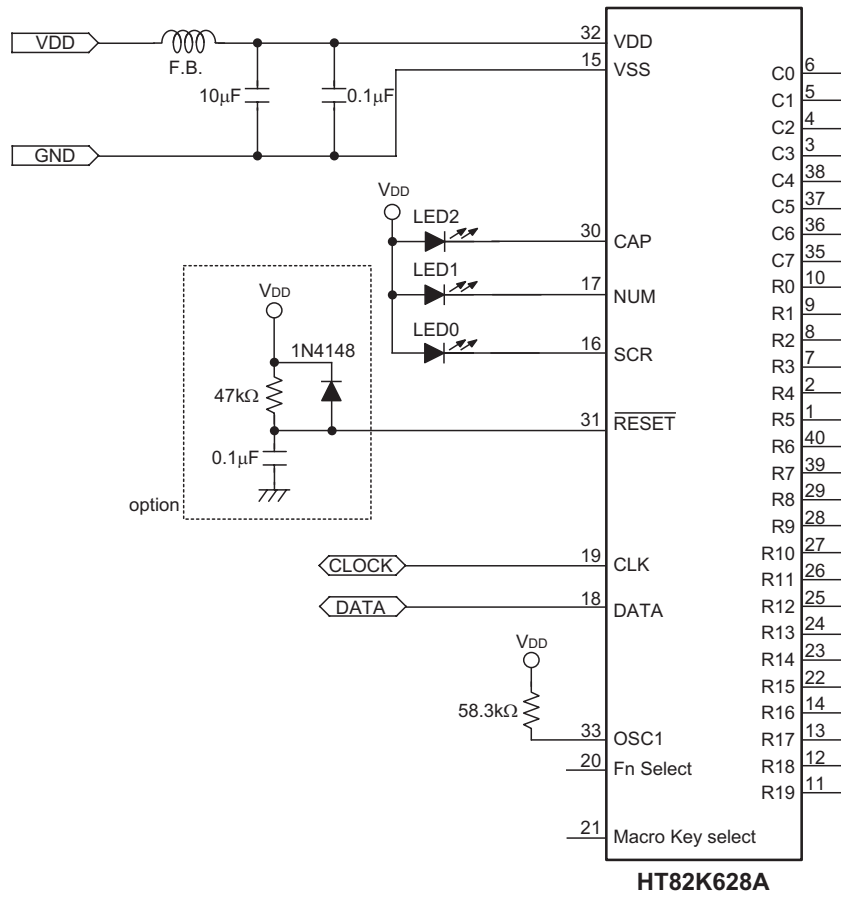 VDD
F.B.
10μF
0.1μF
GND
32
VDD
15
VSS
VDD
LED2
30
CAP
LED1
17
NUM
LED0
16
SCR
VDD
1N4148
47kΩ
31
RESET
0.1μF
option
CLOCK
19
CLK
DATA
18
DATA
VDD
58.3kΩ
33
OSC1
20
Fn Select
21
Macro Key select
C0 6
C1 5
C2 4
C3 3
C4 38
C5 37
C6 36
C7 35
R0 10
R1 9
R2 8
R3 7
R4 2
R5 1
R6 40
R7 39
R8 29
R9 28
R10 27
R11 26
R12 25
R13 24
R14 23
R15 22
R16 14
R17 13
R18 12
R19 11
HT82K628A